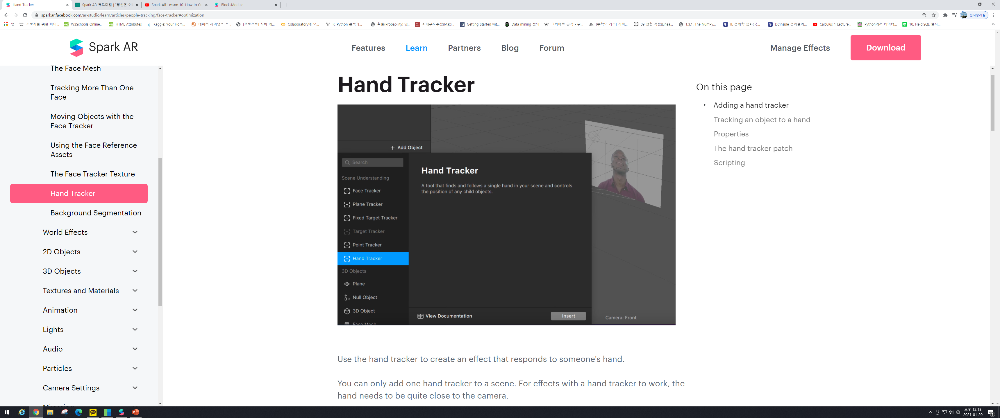 Hand Tracker
Spark AR 튜토리얼 | "당신은 어
Spark AR Lesson 10: How to Cr
BlocksModule
sparkar.facebook.com/ar-studio/learn/articles/people-tracking/face-tracker#optimization
일시중지됨
앱
초보자를 위한 파이...
W3Schools Online...
HTML Attributes
Kaggle: Your Hom...
데이터 사이언스 스...
[프로젝트] 자바 네...
Colaboratory에 오...
R, Python 분석과...
확률(Probability) vs...
최대우도추정(Maxi...
Getting Started wit...
Data mining 정의
크라메르 공식 - 위...
[수학의 기초] 기저...
09 선형 독립(Linea...
1.3.1. The NumPy...
II. 경제학 심화(국...
DCinside 경제갤에...
Calculus 1 Lecture...
Python에서 데이터...
10. HeidiSQL 설치...
Spark AR
Features
Learn
Partners
Blog
Forum
Manage Effects
Download
The Face Mesh
Tracking More Than One
Face
Moving Objects with the
Face Tracker
Using the Face Reference
Assets
The Face Tracker Texture
Hand Tracker
Background Segmentation
World Effects
2D Objects
3D Objects
Textures and Materials
Animation
Lights
Audio
Particles
Camera Settings
Mirroring
Hand Tracker
+ Add Object
Search
Scene Understanding
Face Tracker
Plane Tracker
Fixed Target Tracker
Target Tracker
Point Tracker
Hand Tracker
3D Objects
Plane
Null Object
3D Object
Face Mesh
Hand Tracker
A tool that finds and follows a single hand in your scene and controls
the position of any child objects.
View Documentation
Insert
Camera: Front
Use the hand tracker to create an effect that responds to someone's hand.
You can only add one hand tracker to a scene. For effects with a hand tracker to work, the
hand needs to be quite close to the camera.
On this page
Adding a hand tracker
Tracking an object to a hand
Properties
The hand tracker patch
Scripting
오후 12:18
2021-01-20